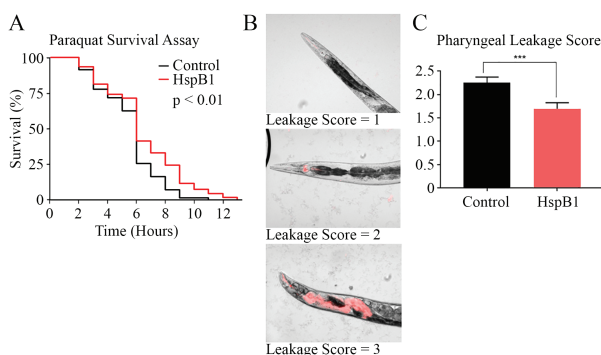 A
Paraquat Survival Assay
Control
HspB1
p < 0.01
Survival (%)
100
75
50
25
0
0 2 4 6 8 10 12
Time (Hours)
B
Leakage Score = 1
Leakage Score = 2
Leakage Score = 3
C
Pharyngeal Leakage Score
***
2.5
2.0
1.5
1.0
0.5
0
Control HspB1